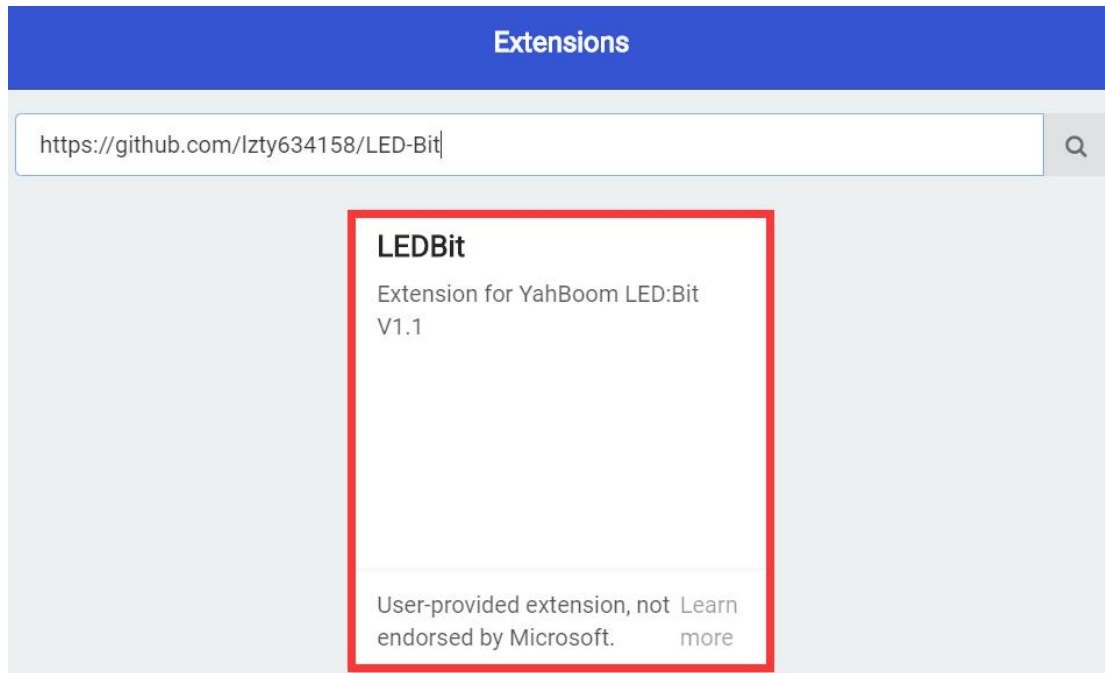 Extensions
https://github.com/lzty634158/LED-Bit
LEDBit
Extension for YahBoom LED:Bit
V1.1
User-provided extension, not Learn
endorsed by Microsoft. more